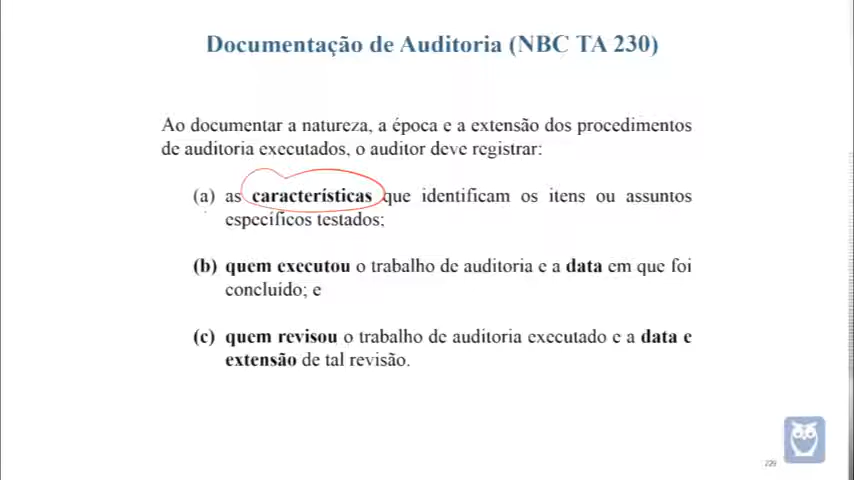 Documentação de Auditoria (NBC TA 230)
Ao documentar a natureza, a época e a extensão dos procedimentos
de auditoria executados, o auditor deve registrar:
(a) as características que identificam os itens ou assuntos
específicos testados;
(b) quem executou o trabalho de auditoria e a data em que foi
concluído; e
(c) quem revisou o trabalho de auditoria executado e a data e
extensão de tal revisão.